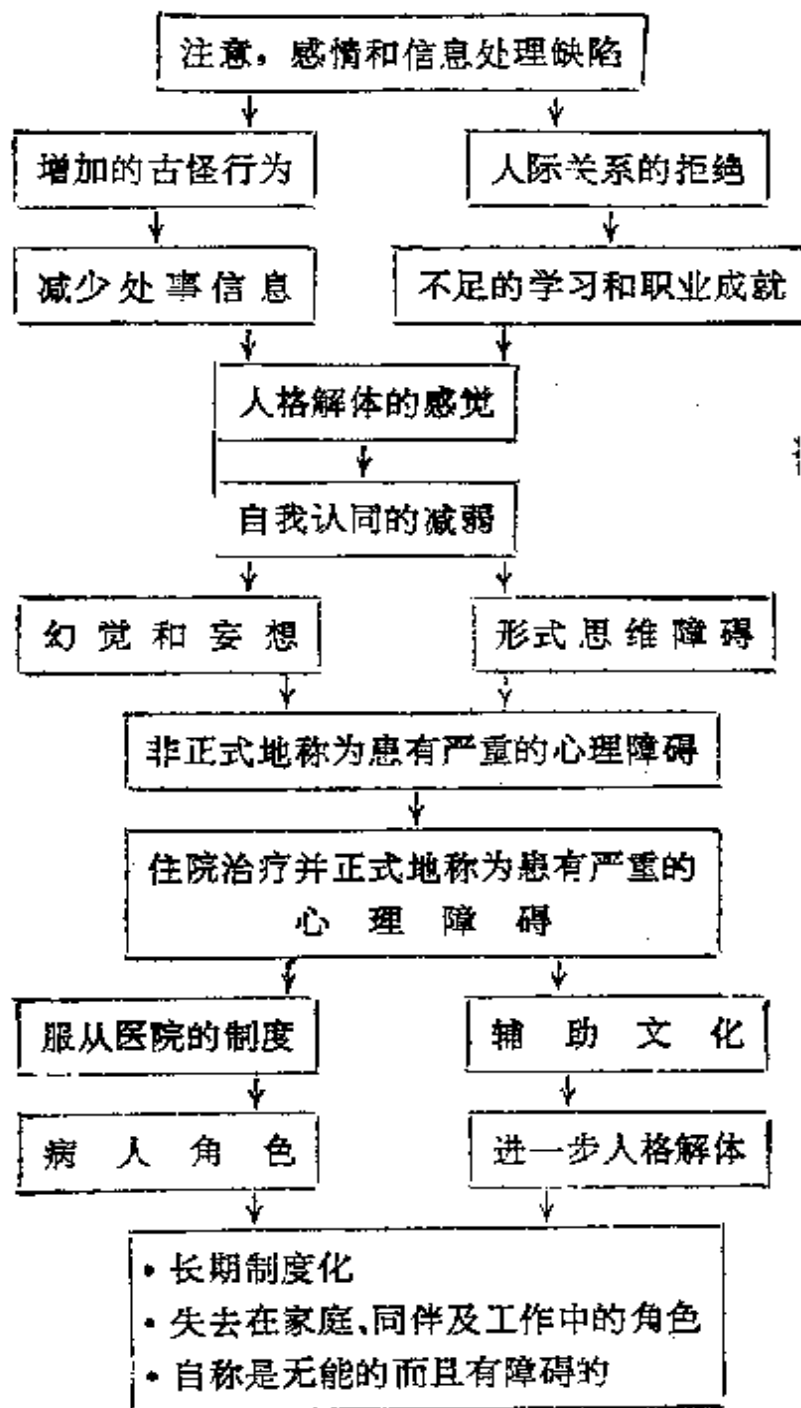 注意，感情和信息处理缺陷
增加的古怪行为
人际关系的拒绝
减少处事信息
不足的学习和职业成就
人格解体的感觉
自我认同的减弱
幻觉和妄想
形式思维障碍
非正式地称为患有严重的心理障碍
住院治疗并正式地称为患有严重的
心理障碍
服从医院的制度
辅助文化
病人角色
进一步人格解体
• 长期制度化
• 失去在家庭、同伴及工作中的角色
• 自称是无能的而且有障碍的